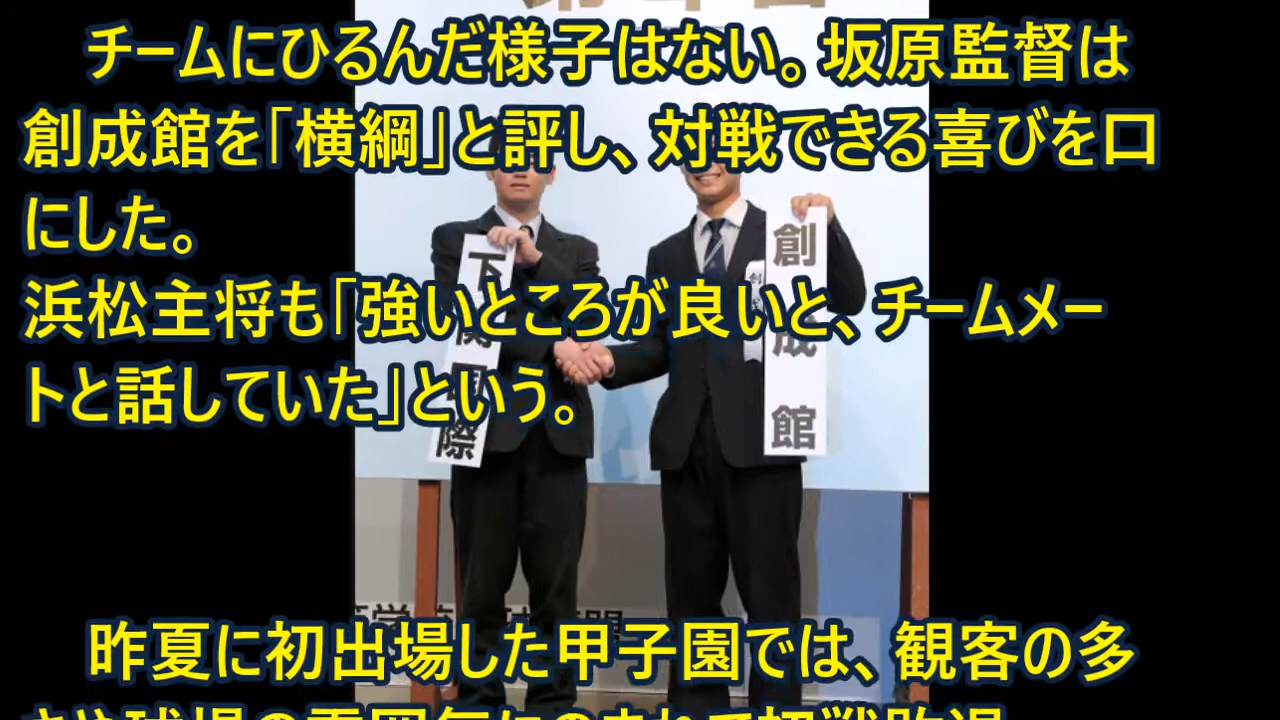 チームにひるんだ様子はない。坂原監督は
創成館を「横綱」と評し、対戦できる喜びを口
にした。
浜松主将も「強いところが良いと、チームメー
トと話していた」という。
昨夏に初出場した甲子園では、観客の多
下関国際
創成館